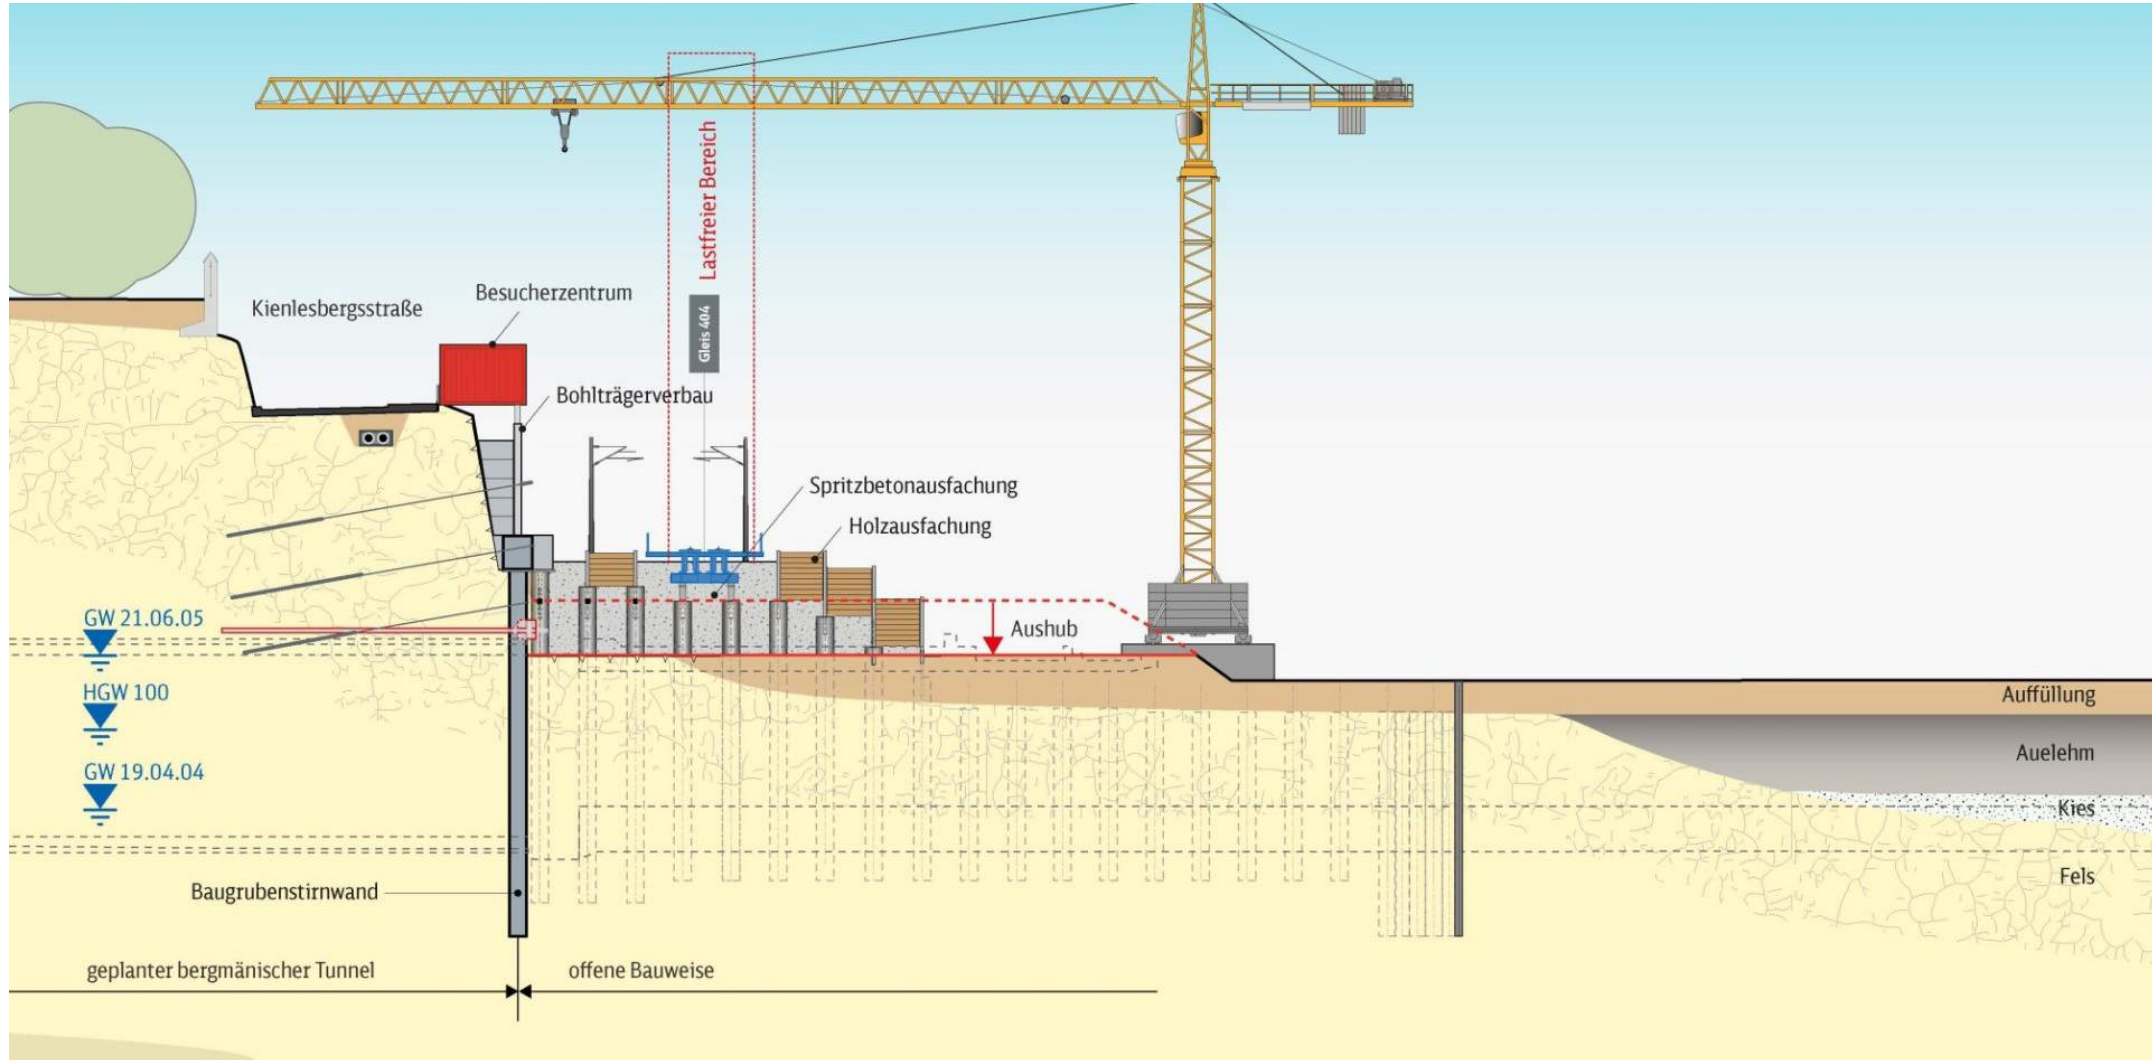 Lastfreier Bereich
Gleis 404
Kienlesbergsstraße
Besucherzentrum
Bohlträgerverbau
Spritzbetonausfachung
Holzausfachung
GW 21.06.05
Aushub
HGW 100
Auffüllung
Auelehm
GW 19.04.04
Kies
Fels
Baugrubenstirnwand
geplanter bergmänischer Tunnel
offene Bauweise